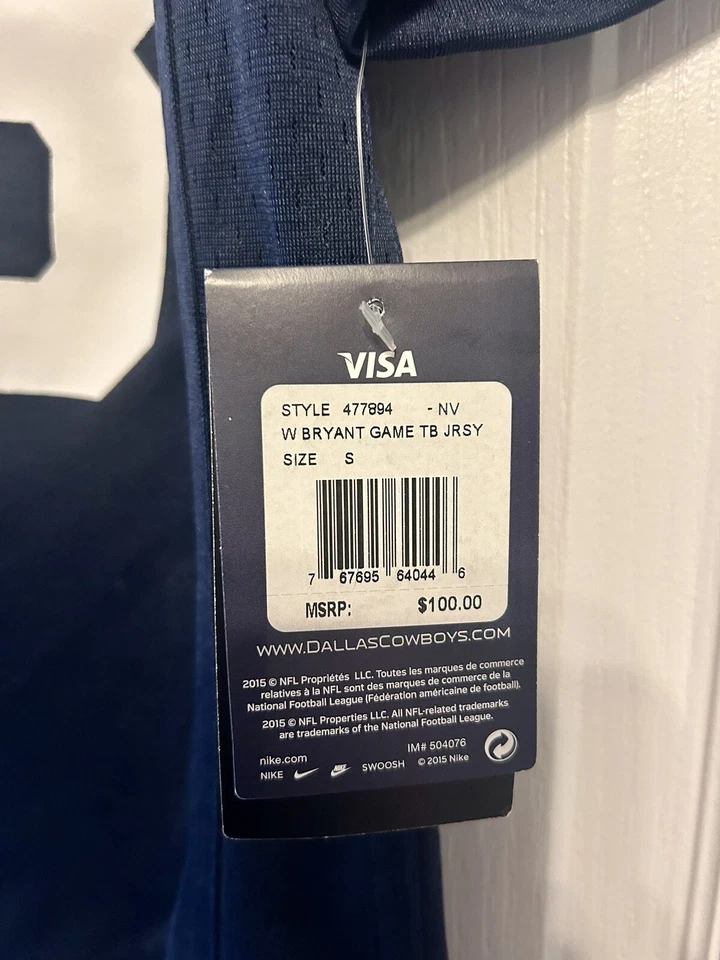 VISA
STYLE 477894 - NV
W BRYANT GAME TB JRSY
SIZE S
7 67695 64044 6
MSRP: $100.00
WWW.DALLASCOWBOYS.COM
2015 © NFL Propriétés LLC. Toutes les marques de commerce
relatives à la NFL sont des marques de commerce de la
National Football League (Fédération américaine de football).
2015 © NFL Properties LLC. All NFL-related trademarks
are trademarks of the National Football League.
nike.com IM# 504076
NIKE NIKE SWOOSH © 2015 Nike